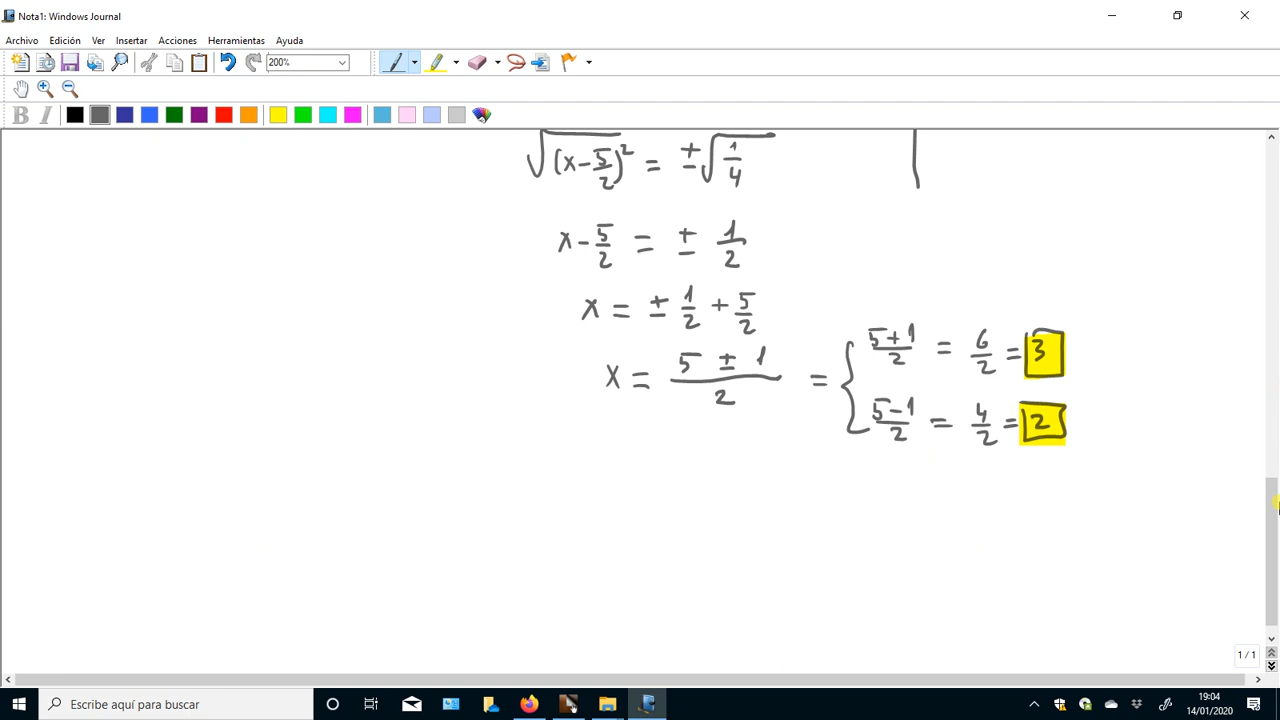 Nota1: Windows Journal
Archivo Edición Ver Insertar Acciones Herramientas Ayuda
200%
B I
√(x-5/2)² = ±√1/4
x-5/2 = ± 1/2
x = ± 1/2 + 5/2
x = 5 ± 1 / 2 = { 5+1/2 = 6/2 = 3
5-1/2 = 4/2 = 2
1 / 1
Escribe aquí para buscar
19:04
14/01/2020